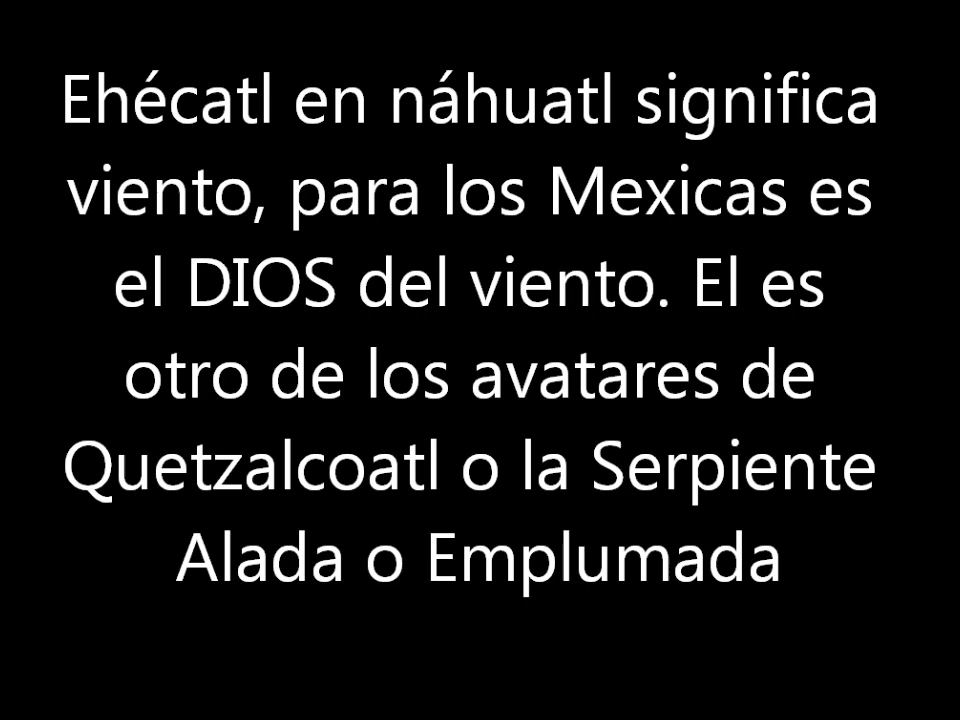 Ehécatl en náhuatl significa
viento, para los Mexicas es
el DIOS del viento. El es
otro de los avatares de
Quetzalcoatl o la Serpiente
Alada o Emplumada